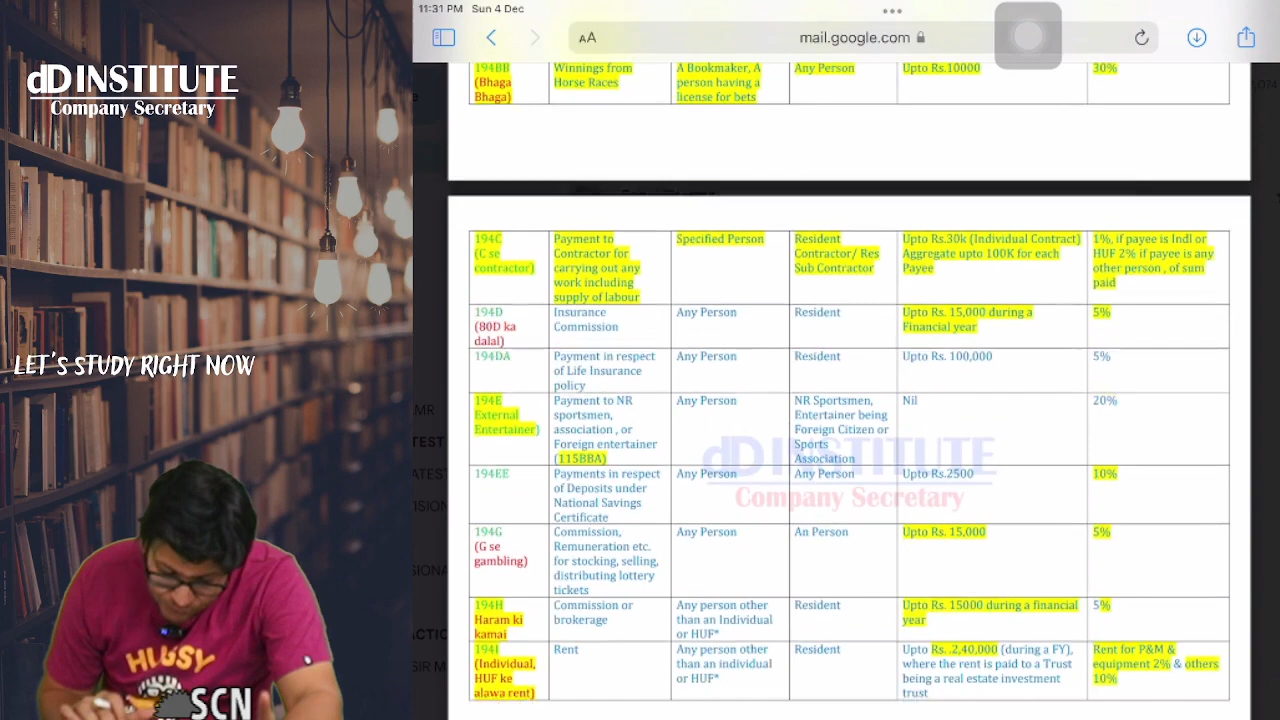 11:31 PM Sun 4 Dec
AA
mail.google.com
dD INSTITUTE
Company Secretary
LET'S STUDY RIGHT NOW
HUGSY
SCN
194BB
(Bhaga
Bhaga)
Winnings from
Horse Races
A Bookmaker, A
person having a
license for bets
Any Person
Upto Rs.10000
30%
194C
(C se
contractor)
Payment to
Contractor for
carrying out any
work including
supply of labour
Specified Person
Resident
Contractor/ Res
Sub Contractor
Upto Rs.30k (Individual Contract)
Aggregate upto 100K for each
Payee
1%, if payee is Indl or
HUF 2% if payee is any
other person , of sum
paid
194D
(80D ka
dalal)
Insurance
Commission
Any Person
Resident
Upto Rs. 15,000 during a
Financial year
5%
194DA
Payment in respect
of Life Insurance
policy
Any Person
Resident
Upto Rs. 100,000
5%
194E
External
Entertainer)
Payment to NR
sportsmen,
association , or
Foreign entertainer
(115BBA)
Any Person
NR Sportsmen,
Entertainer being
Foreign Citizen or
Sports
Association
Nil
20%
194EE
Payments in respect
of Deposits under
National Savings
Certificate
Any Person
Any Person
Upto Rs.2500
10%
194G
(G se
gambling)
Commission,
Remuneration etc.
for stocking, selling,
distributing lottery
tickets
Any Person
An Person
Upto Rs. 15,000
5%
194H
Haram ki
kamai
Commission or
brokerage
Any person other
than an Individual
or HUF*
Resident
Upto Rs. 15000 during a financial
year
5%
194I
(Individual,
HUF ke
alawa rent)
Rent
Any person other
than an individual
or HUF*
Resident
Upto Rs. .2,40,000 (during a FY),
where the rent is paid to a Trust
being a real estate investment
trust
Rent for P&M &
equipment 2% & others
10%
dD INSTITUTE
Company Secretary